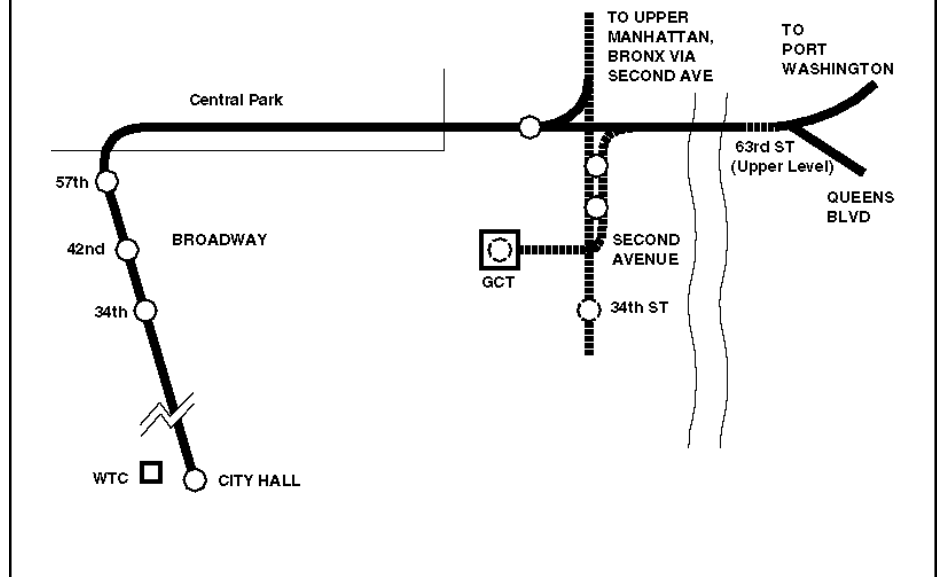 TO UPPER
MANHATTAN,
BRONX VIA
SECOND AVE
TO
PORT
WASHINGTON
Central Park
63rd ST
(Upper Level)
57th
QUEENS
BLVD
42nd
BROADWAY
SECOND
AVENUE
GCT
34th
34th ST
WTC
CITY HALL